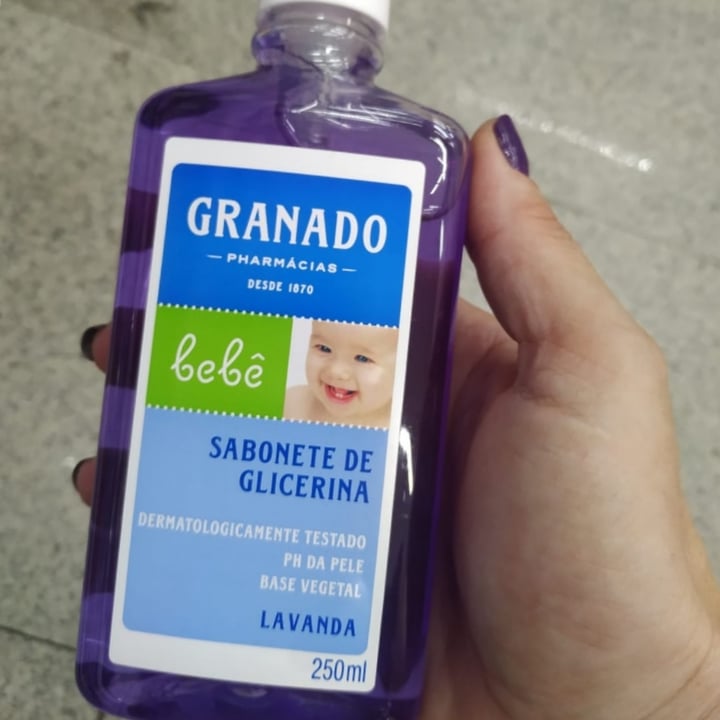 GRANADO
PHARMÁCIAS
DESDE 1870
bebê
SABONETE DE
GLICERINA
DERMATOLOGICAMENTE TESTADO
PH DA PELE
BASE VEGETAL
LAVANDA
250ml